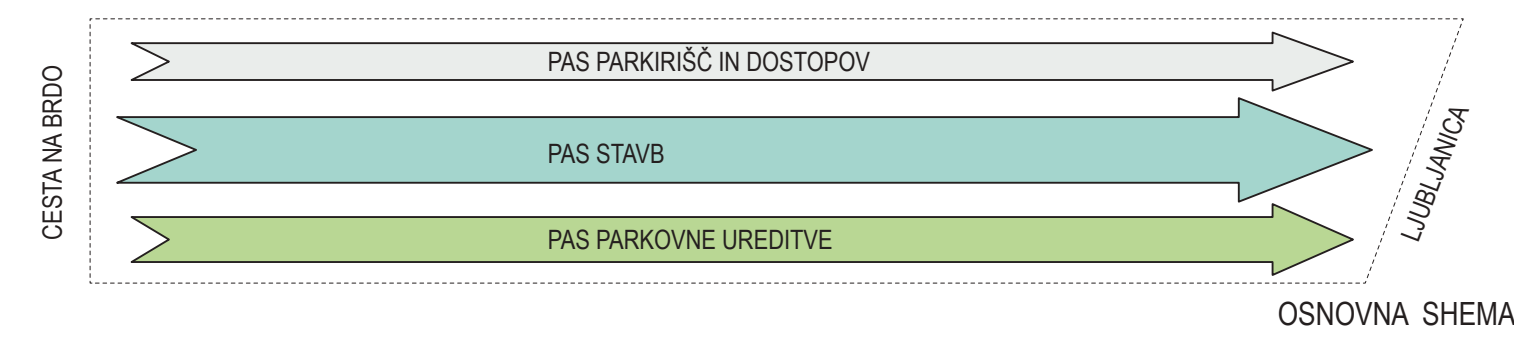 CESTA NA BRDO
PAS PARKIRIŠČ IN DOSTOPOV
PAS STAVB
PAS PARKOVNE UREDITVE
LJUBLJANICA
OSNOVNA SHEMA